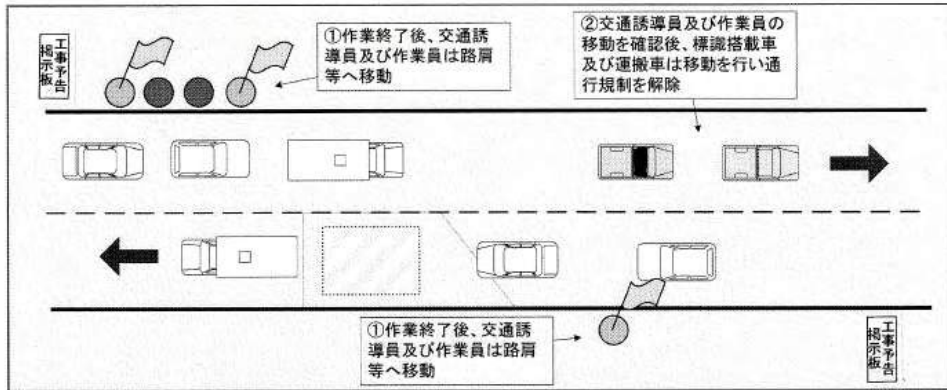 工事予告
掲示板
①作業終了後、交通誘
導員及び作業員は路肩
等へ移動
②交通誘導員及び作業員の
移動を確認後、標識搭載車
及び運搬車は移動を行い通
行規制を解除
①作業終了後、交通誘
導員及び作業員は路肩
等へ移動
工事予告
掲示板